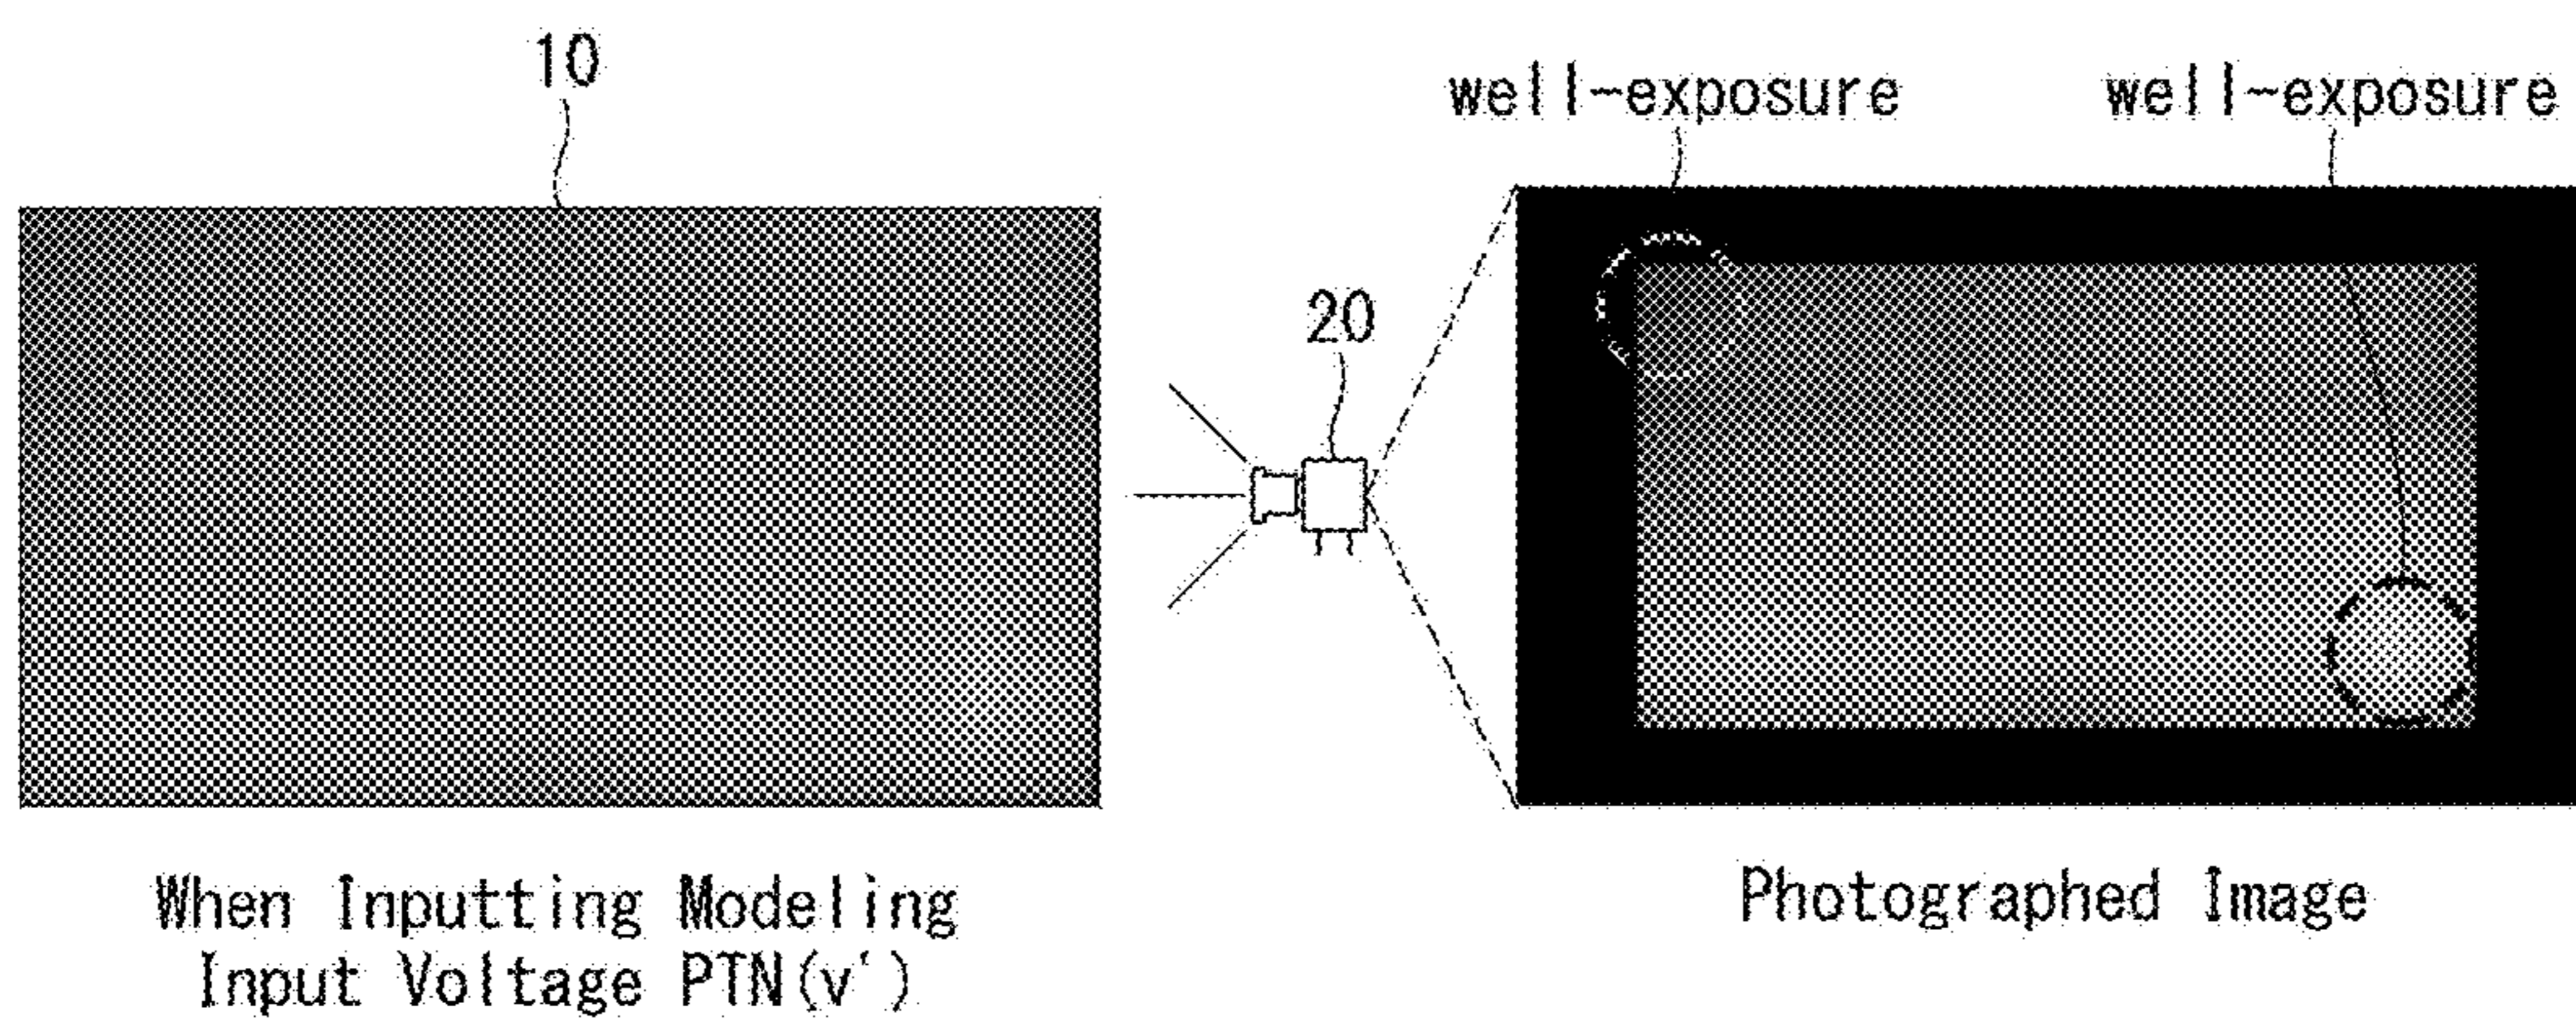 10
well-exposure
well-exposure
20
When Inputting Modeling
Input Voltage PTN(v')
Photographed Image